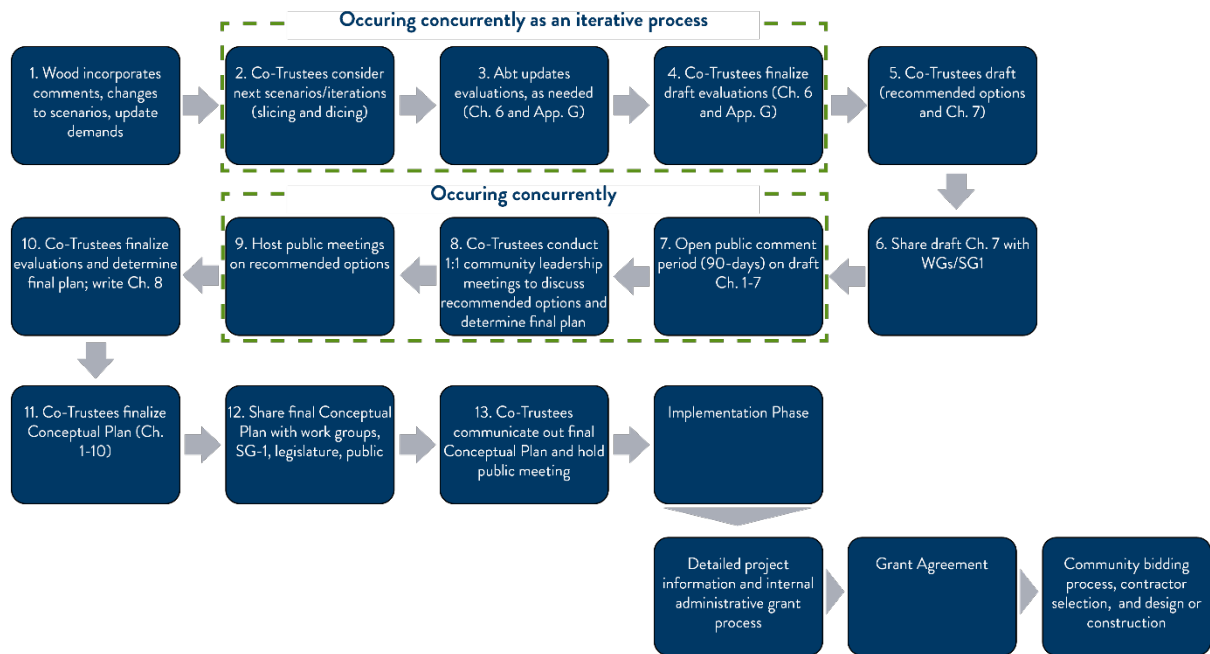 Occuring concurrently as an iterative process
1. Wood incorporates
comments, changes
to scenarios, update
demands
2. Co-Trustees consider
next scenarios/iterations
(slicing and dicing)
3. Abt updates
evaluations, as needed
(Ch. 6 and App. G)
4. Co-Trustees finalize
draft evaluations (Ch. 6
and App. G)
5. Co-Trustees draft
(recommended options
and Ch. 7)
Occuring concurrently
10. Co-Trustees finalize
evaluations and determine
final plan; write Ch. 8
9. Host public meetings
on recommended options
8. Co-Trustees conduct
1:1 community leadership
meetings to discuss
recommended options and
determine final plan
7. Open public comment
period (90-days) on draft
Ch. 1-7
6. Share draft Ch. 7 with
WGs/SG1
11. Co-Trustees finalize
Conceptual Plan (Ch.
1-10)
12. Share final Conceptual
Plan with work groups,
SG-1, legislature, public
13. Co-Trustees
communicate out final
Conceptual Plan and hold
public meeting
Implementation Phase
Detailed project
information and internal
administrative grant
process
Grant Agreement
Community bidding
process, contractor
selection, and design or
construction